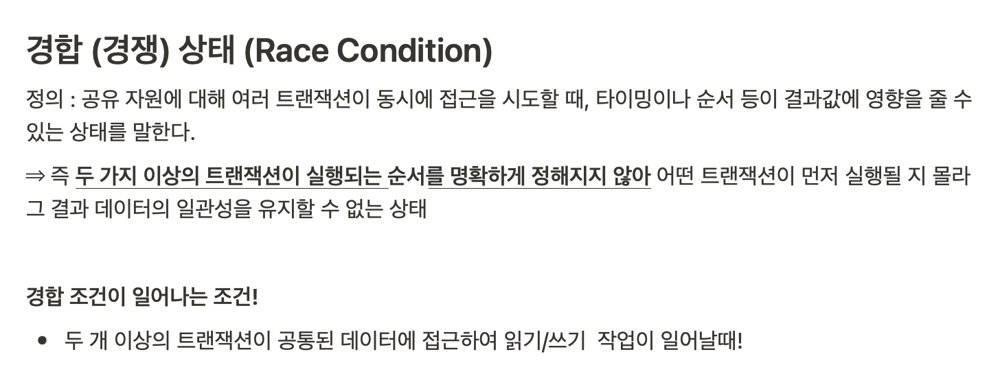 경합 (경쟁) 상태 (Race Condition)
정의 : 공유 자원에 대해 여러 트랜잭션이 동시에 접근을 시도할 때, 타이밍이나 순서 등이 결과값에 영향을 줄 수
있는 상태를 말한다.
⇒ 즉 두 가지 이상의 트랜잭션이 실행되는 순서를 명확하게 정해지지 않아 어떤 트랜잭션이 먼저 실행될 지 몰라
그 결과 데이터의 일관성을 유지할 수 없는 상태
경합 조건이 일어나는 조건!
• 두 개 이상의 트랜잭션이 공통된 데이터에 접근하여 읽기/쓰기  작업이 일어날때!